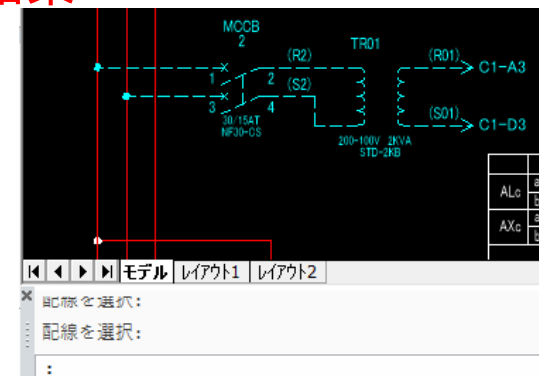 結果
MCCB
2
TR01
(R2)
(R01)
C1-A3
1
2
(S2)
3
4
(S01)
C1-D3
30/15AT
NF30-CS
200-100V 2KVA
STD-2KB
ALc
a
b
AXc
a
b
モデル
レイアウト1
レイアウト2
配線を選択:
配線を選択:
: